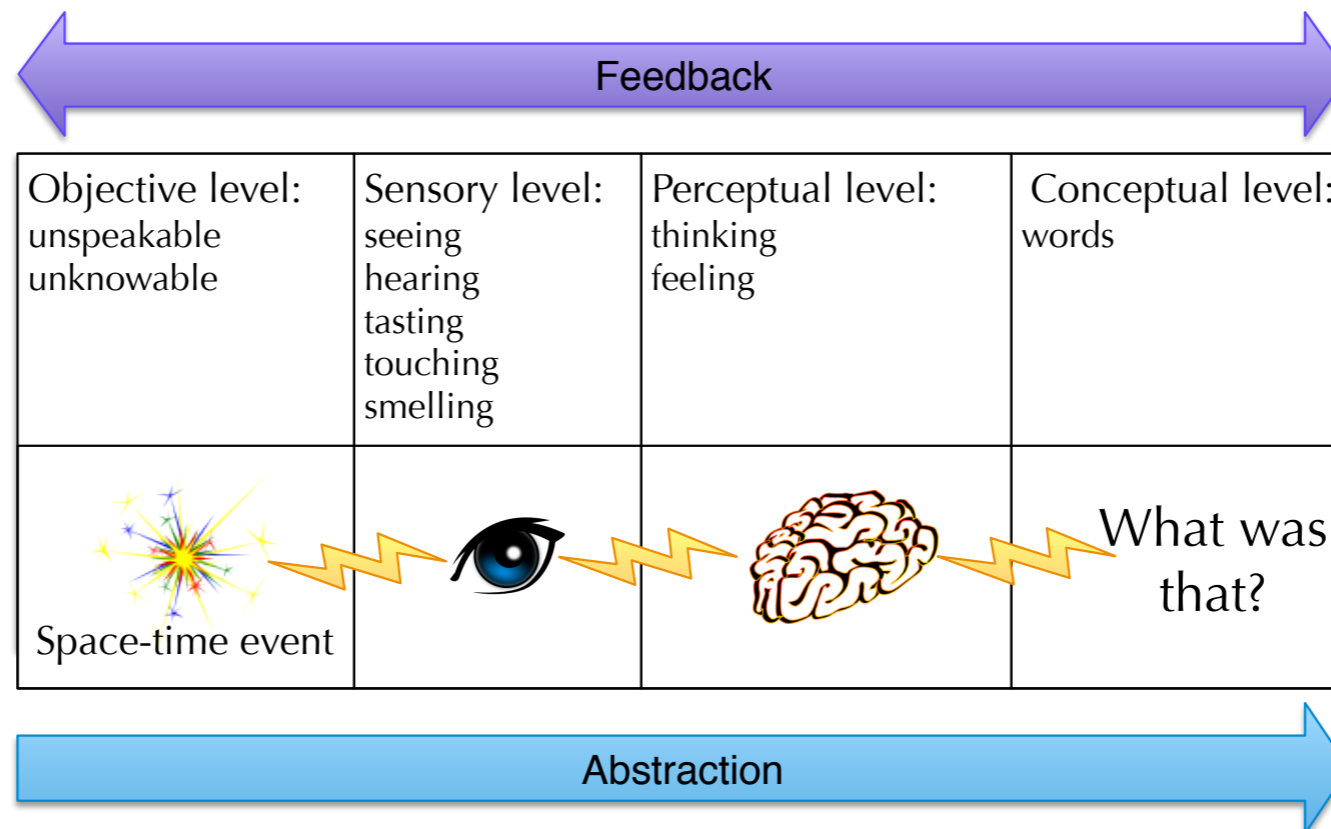 Feedback
Objective level:
unspeakable
unknowable
Sensory level:
seeing
hearing
tasting
touching
smelling
Perceptual level:
thinking
feeling
Conceptual level:
words
Space-time event
What was
that?
Abstraction